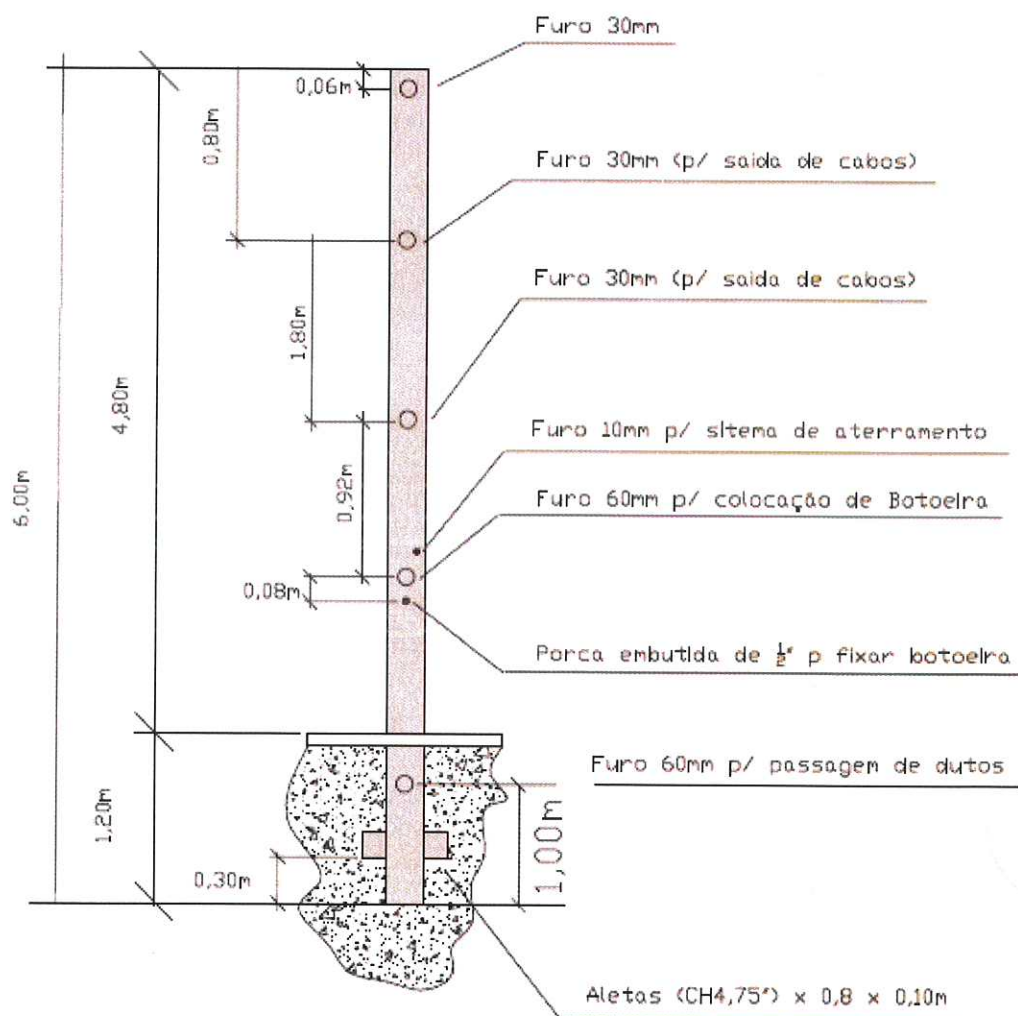 Furo 30mm
0,06m
0,80m
Furo 30mm (p/ saida de cabos)
Furo 30mm (p/ saida de cabos)
1,80m
4,80m
Furo 10mm p/ sitema de aterramento
0,92m
6,00m
Furo 60mm p/ colocação de Botoeira
0,08m
Porca embutida de ½" p fixar botoeira
Furo 60mm p/ passagem de dutos
1,20m
1,00m
0,30m
Aletas (CH4,75") x 0,8 x 0,10m